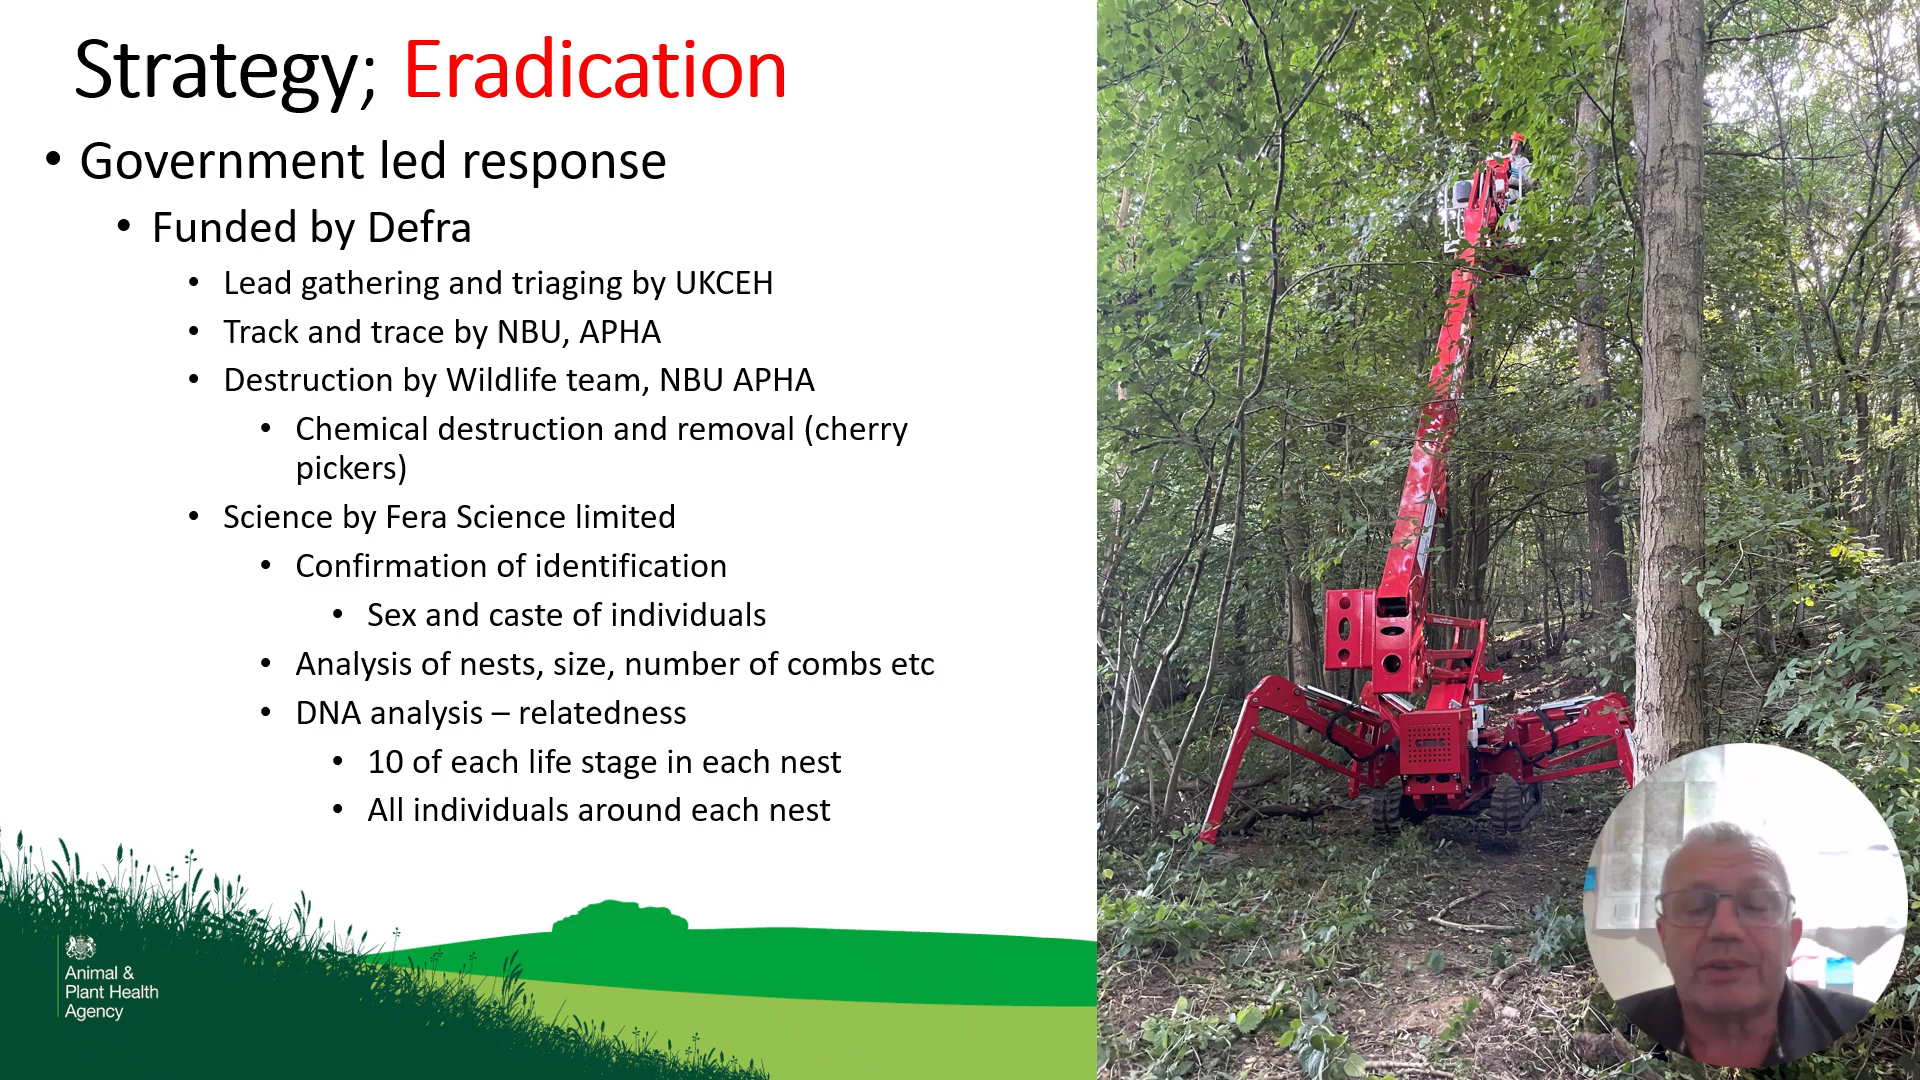 Strategy; Eradication
• Government led response
• Funded by Defra
• Lead gathering and triaging by UKCEH
• Track and trace by NBU, APHA
• Destruction by Wildlife team, NBU APHA
• Chemical destruction and removal (cherry
pickers)
• Science by Fera Science limited
• Confirmation of identification
• Sex and caste of individuals
• Analysis of nests, size, number of combs etc
• DNA analysis – relatedness
• 10 of each life stage in each nest
• All individuals around each nest
Animal &
Plant Health
Agency